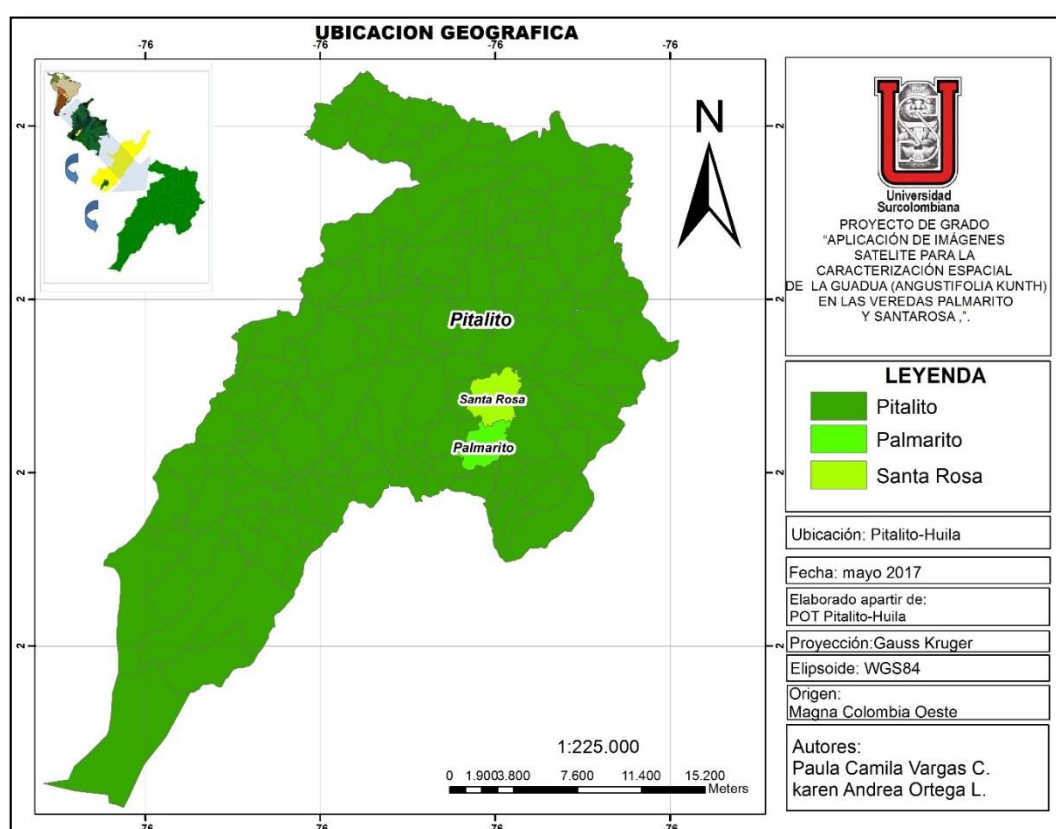 UBICACION GEOGRAFICA
-76
-76
-76
-76
2
2
2
2
2
2
2
2
N
Pitalito
Santa Rosa
Palmarito
1:225.000
0 1.900 3.800 7.600 11.400 15.200
Meters
-76
-76
-76
-76
Universidad
Surcolombiana
PROYECTO DE GRADO
"APLICACIÓN DE IMÁGENES
SATELITE PARA LA
CARACTERIZACIÓN ESPACIAL
DE LA GUADUA (ANGUSTIFOLIA KUNTH)
EN LAS VEREDAS PALMARITO
Y SANTAROSA ,".
LEYENDA
Pitalito
Palmarito
Santa Rosa
Ubicación: Pitalito-Huila
Fecha: mayo 2017
Elaborado apartir de:
POT Pitalito-Huila
Proyección:Gauss Kruger
Elipsoide: WGS84
Origen:
Magna Colombia Oeste
Autores:
Paula Camila Vargas C.
karen Andrea Ortega L.